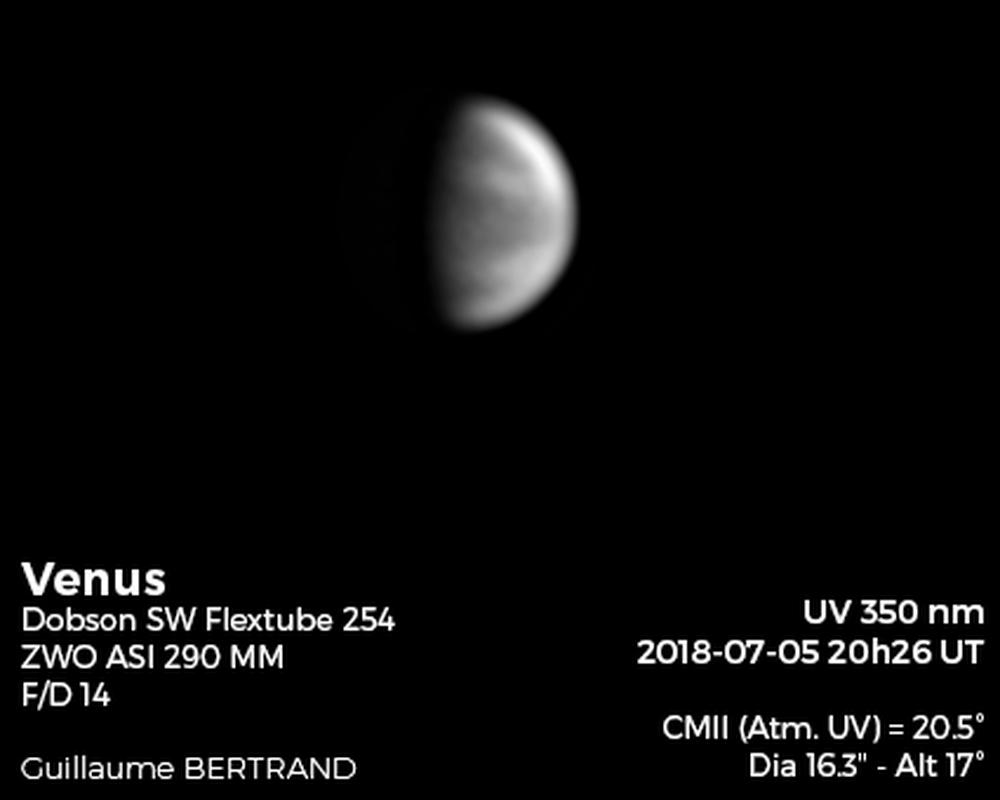 Venus
Dobson SW Flextube 254
ZWO ASI 290 MM
F/D 14
Guillaume BERTRAND
UV 350 nm
2018-07-05 20h26 UT
CMII (Atm. UV) = 20.5°
Dia 16.3" - Alt 17°